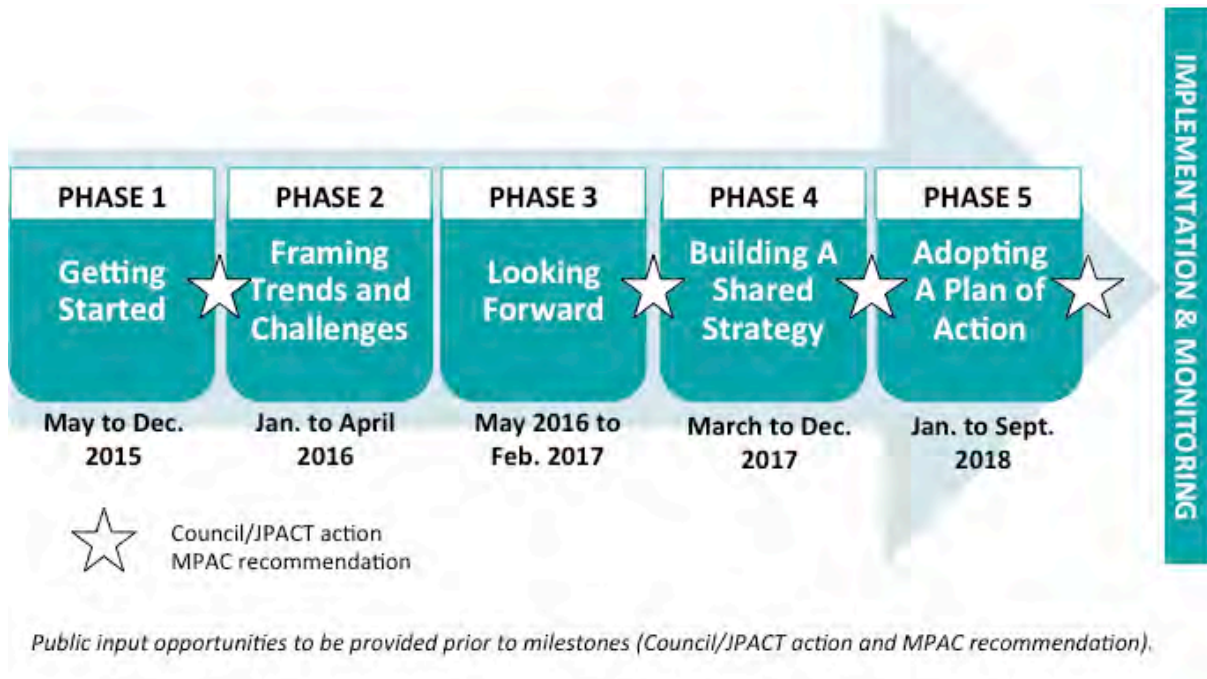 PHASE 1
Getting
Started
May to Dec.
2015
PHASE 2
Framing
Trends and
Challenges
Jan. to April
2016
PHASE 3
Looking
Forward
May 2016 to
Feb. 2017
PHASE 4
Building A
Shared
Strategy
March to Dec.
2017
PHASE 5
Adopting
A Plan of
Action
Jan. to Sept.
2018
IMPLEMENTATION & MONITORING
Council/JPACT action
MPAC recommendation
Public input opportunities to be provided prior to milestones (Council/JPACT action and MPAC recommendation).